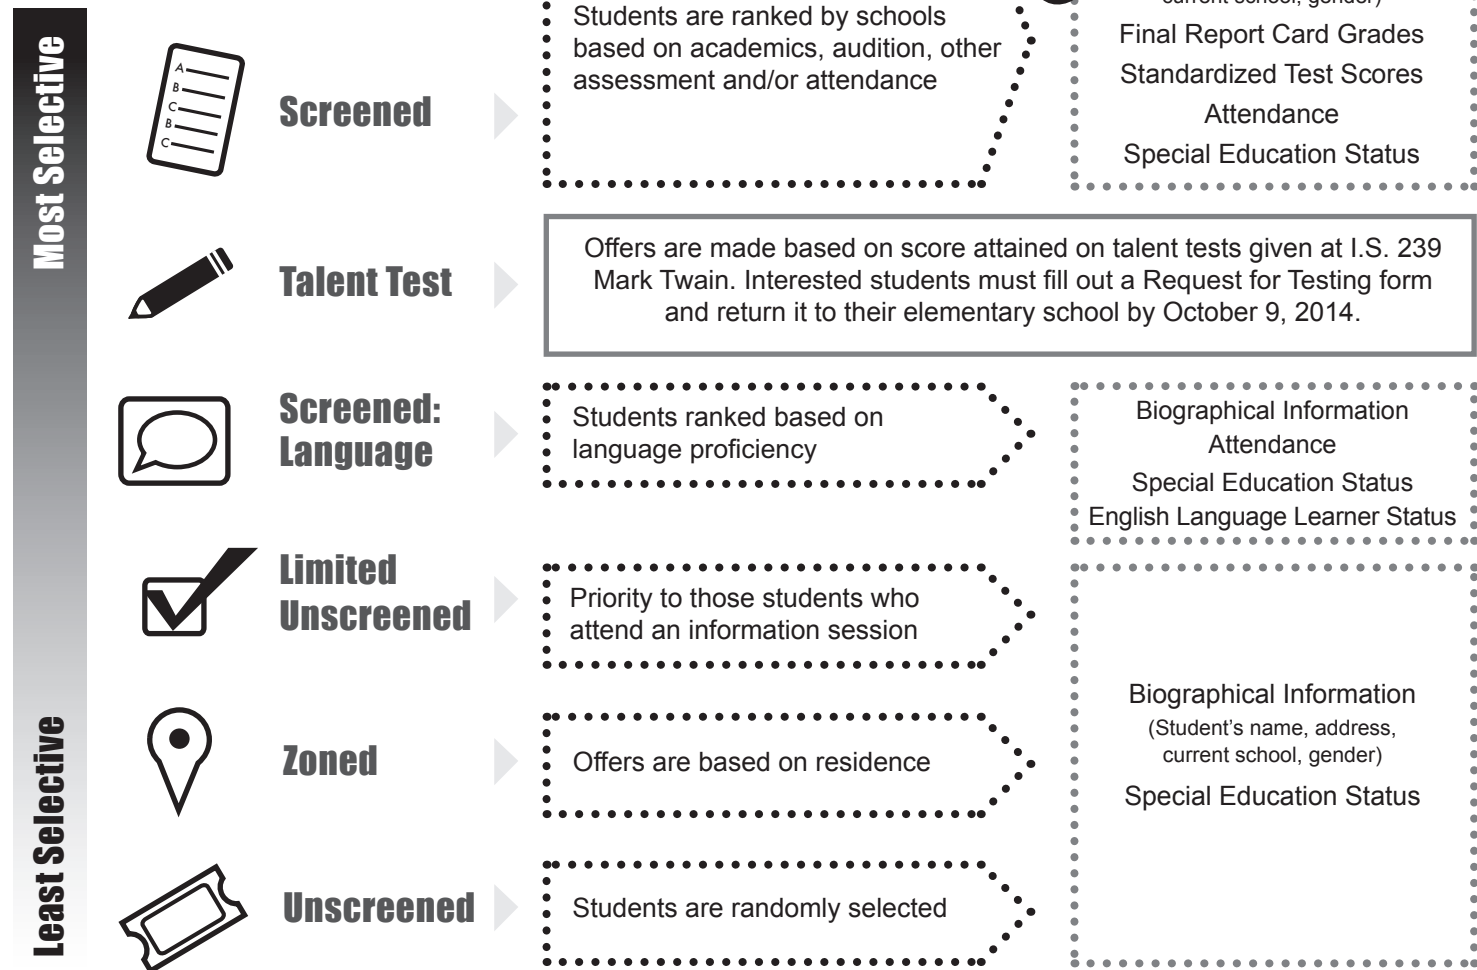 Most Selective
Least Selective
A
B
C
B
C
Screened
Students are ranked by schools
based on academics, audition, other
assessment and/or attendance
current school, gender)
Final Report Card Grades
Standardized Test Scores
Attendance
Special Education Status
Talent Test
Offers are made based on score attained on talent tests given at I.S. 239
Mark Twain. Interested students must fill out a Request for Testing form
and return it to their elementary school by October 9, 2014.
Screened:
Language
Students ranked based on
language proficiency
Biographical Information
Attendance
Special Education Status
English Language Learner Status
Limited
Unscreened
Priority to those students who
attend an information session
Zoned
Offers are based on residence
Unscreened
Students are randomly selected
Biographical Information
(Student's name, address,
current school, gender)
Special Education Status